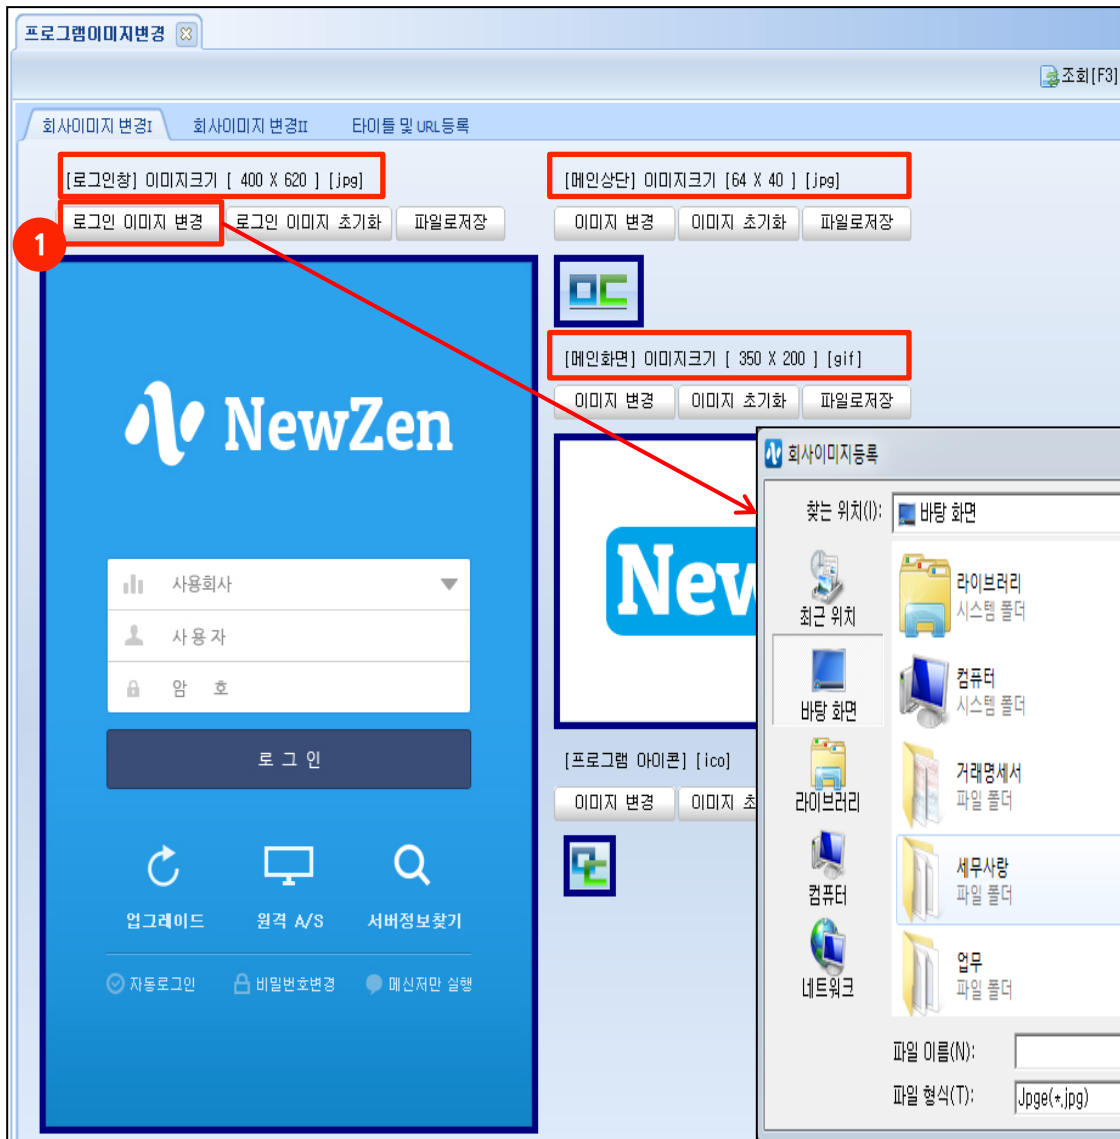 프로그램이미지변경
조회[F3]
회사이미지 변경I 회사이미지 변경II 타이틀 및 URL등록
[로그인창] 이미지크기 [ 400 X 620 ] [jpg]
로그인 이미지 변경 로그인 이미지 초기화 파일로저장
1
NewZen
사용회사
사 용 자
암 호
로 그 인
업그레이드 원격 A/S 서버정보찾기
자동로그인 비밀번호변경 메신저만 실행
[메인상단] 이미지크기 [64 X 40 ] [jpg]
이미지 변경 이미지 초기화 파일로저장
[메인화면] 이미지크기 [ 350 X 200 ] [gif]
이미지 변경 이미지 초기화 파일로저장
New
[프로그램 아이콘] [ico]
이미지 변경 이미지 초
회사이미지등록
찾는 위치(I): 바탕 화면
최근 위치
바탕 화면
라이브러리
컴퓨터
네트워크
라이브러리
시스템 폴더
컴퓨터
시스템 폴더
거래명세서
파일 폴더
세무사랑
파일 폴더
업무
파일 폴더
파일 이름(N):
파일 형식(T): Jpge(*.jpg)